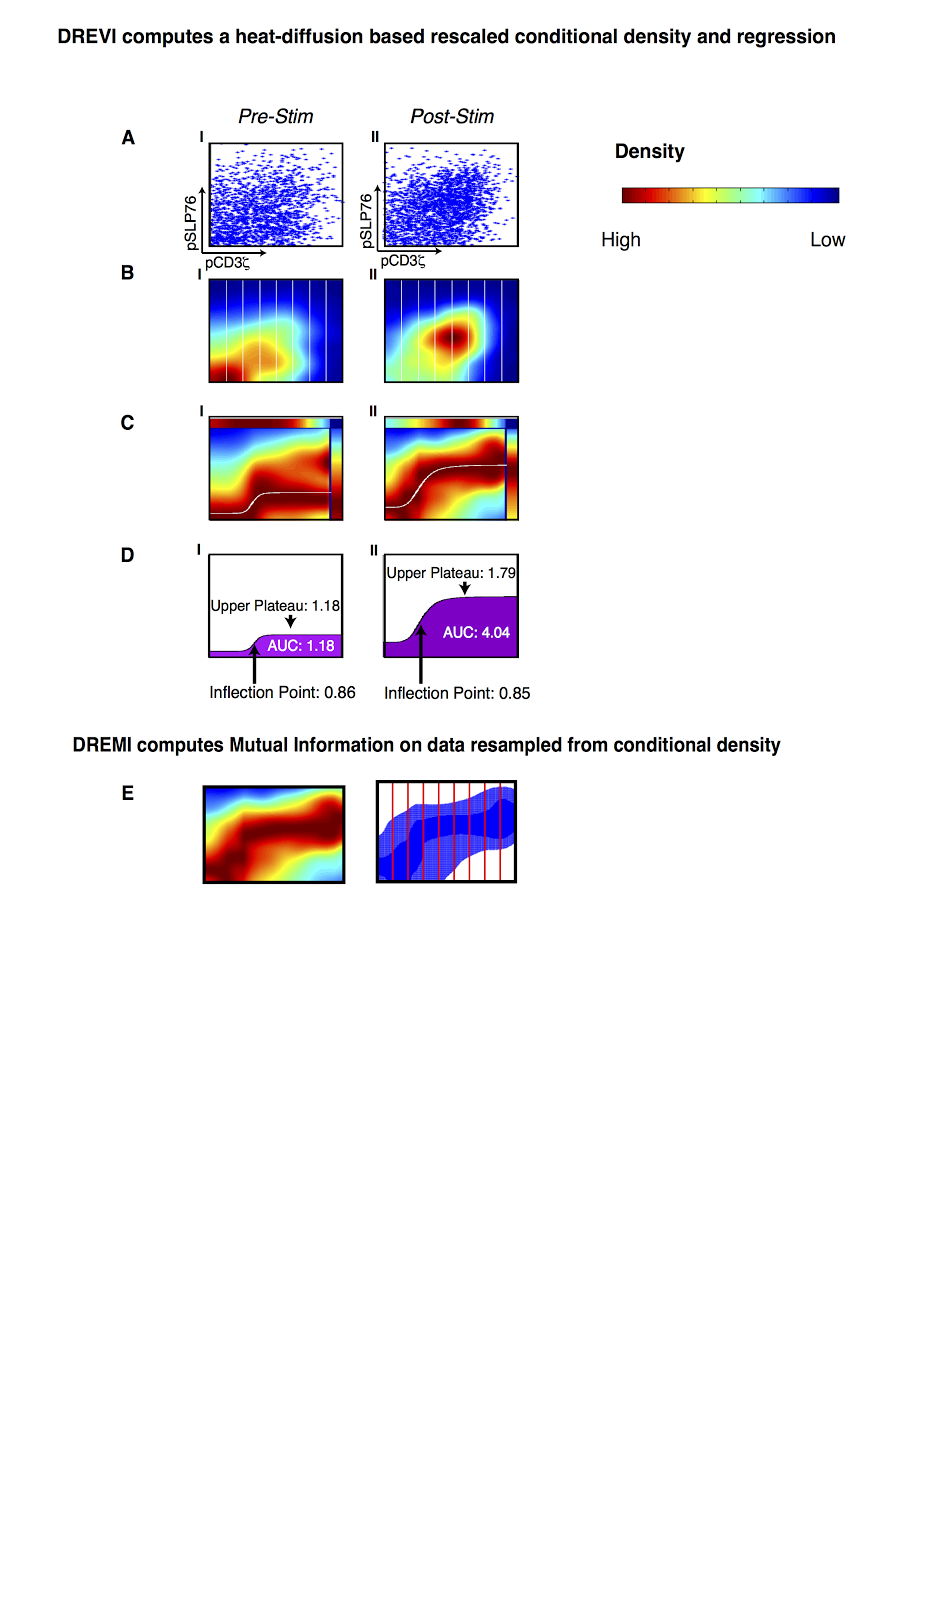 DREVI computes a heat-diffusion based rescaled conditional density and regression
Pre-Stim
Post-Stim
A
I
II
Density
pSLP76
pSLP76
High
Low
pCD3ζ
pCD3ζ
B
I
II
C
I
II
D
I
II
Upper Plateau: 1.79
Upper Plateau: 1.18
AUC: 1.18
AUC: 4.04
Inflection Point: 0.86
Inflection Point: 0.85
DREMI computes Mutual Information on data resampled from conditional density
E